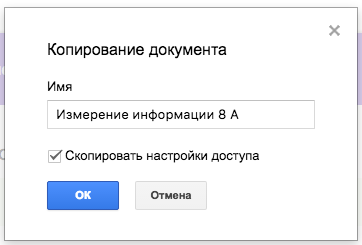 Копирование документа
Имя
Измерение информации 8 А
Скопировать настройки доступа
ОК
Отмена